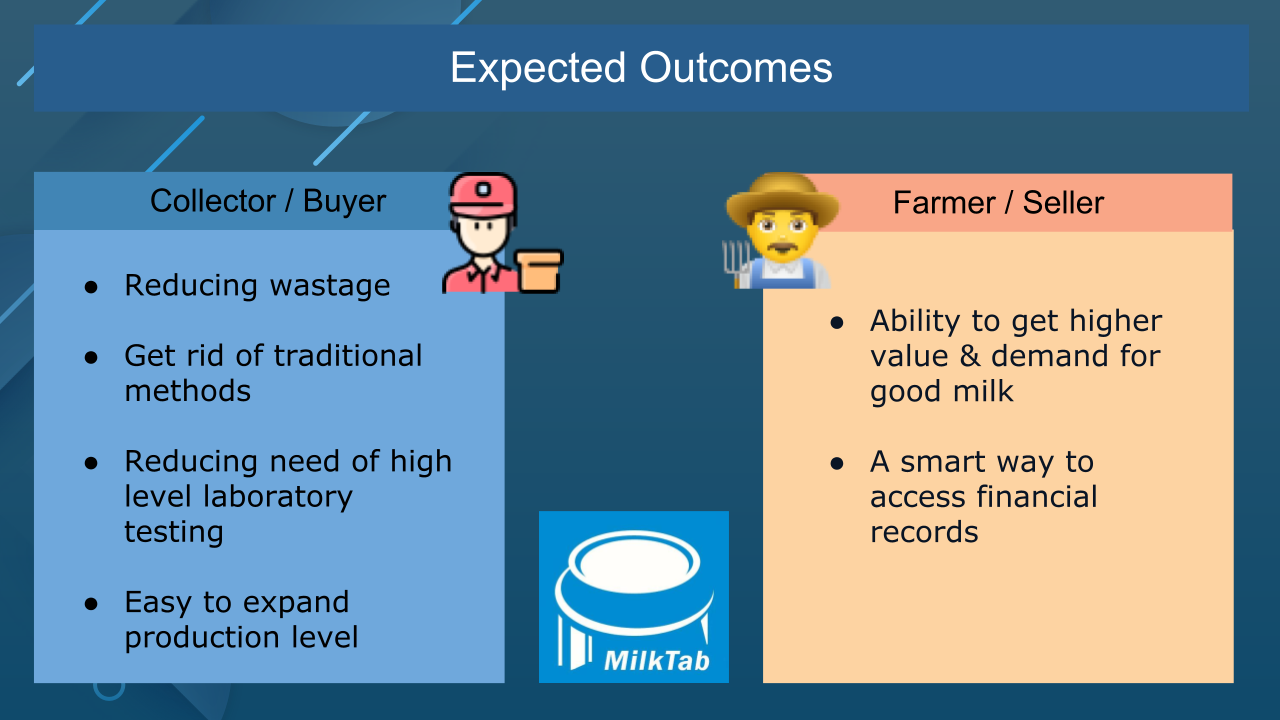 Expected Outcomes
Collector / Buyer
● Reducing wastage
● Get rid of traditional
methods
● Reducing need of high
level laboratory
testing
● Easy to expand
production level
Farmer / Seller
● Ability to get higher
value & demand for
good milk
● A smart way to
access financial
records
MilkTab